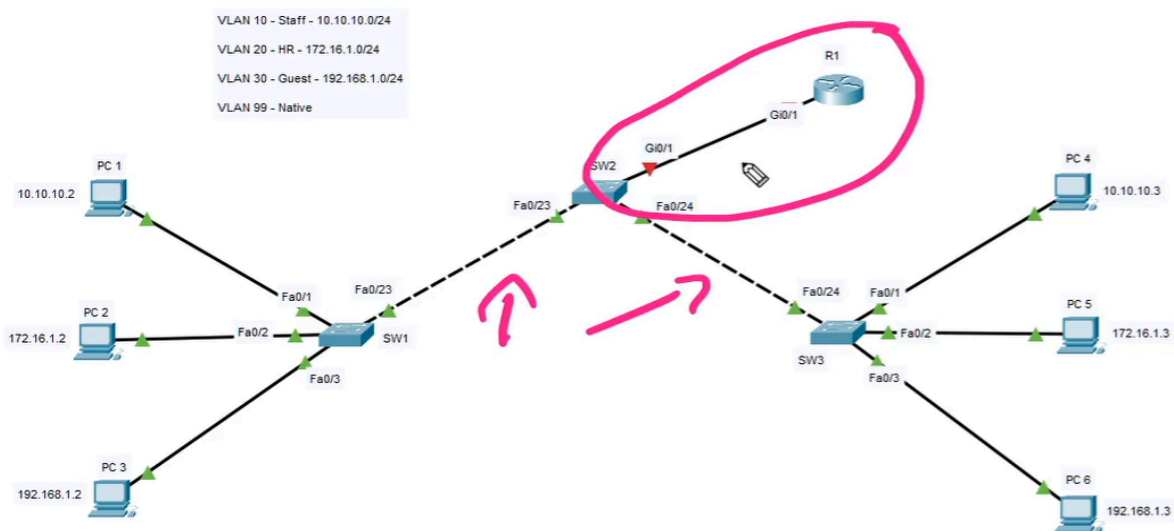 VLAN 10 - Staff - 10.10.10.0/24
VLAN 20 - HR - 172.16.1.0/24
VLAN 30 - Guest - 192.168.1.0/24
VLAN 99 - Native
R1
Gi0/1
Gi0/1
SW2
PC 1
10.10.10.2
Fa0/23
Fa0/24
PC 4
10.10.10.3
Fa0/23
Fa0/1
PC 2
172.16.1.2
Fa0/2
SW1
Fa0/3
Fa0/24
Fa0/1
PC 5
Fa0/2
172.16.1.3
SW3
Fa0/3
PC 3
192.168.1.2
PC 6
192.168.1.3